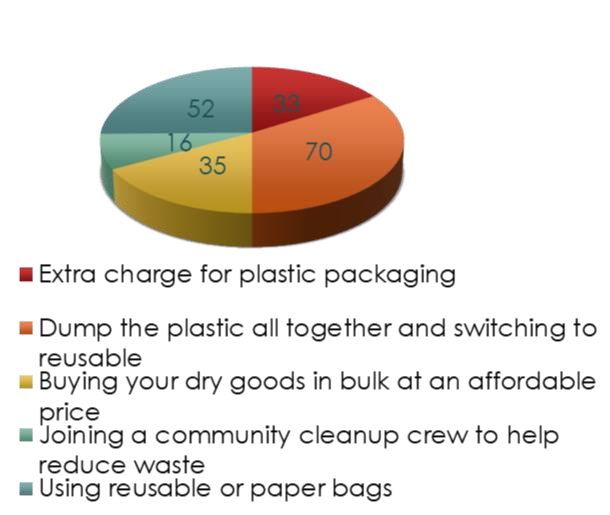 33
52
16
70
35
Extra charge for plastic packaging
Dump the plastic all together and switching to
reusable
Buying your dry goods in bulk at an affordable
price
Joining a community cleanup crew to help
reduce waste
Using reusable or paper bags